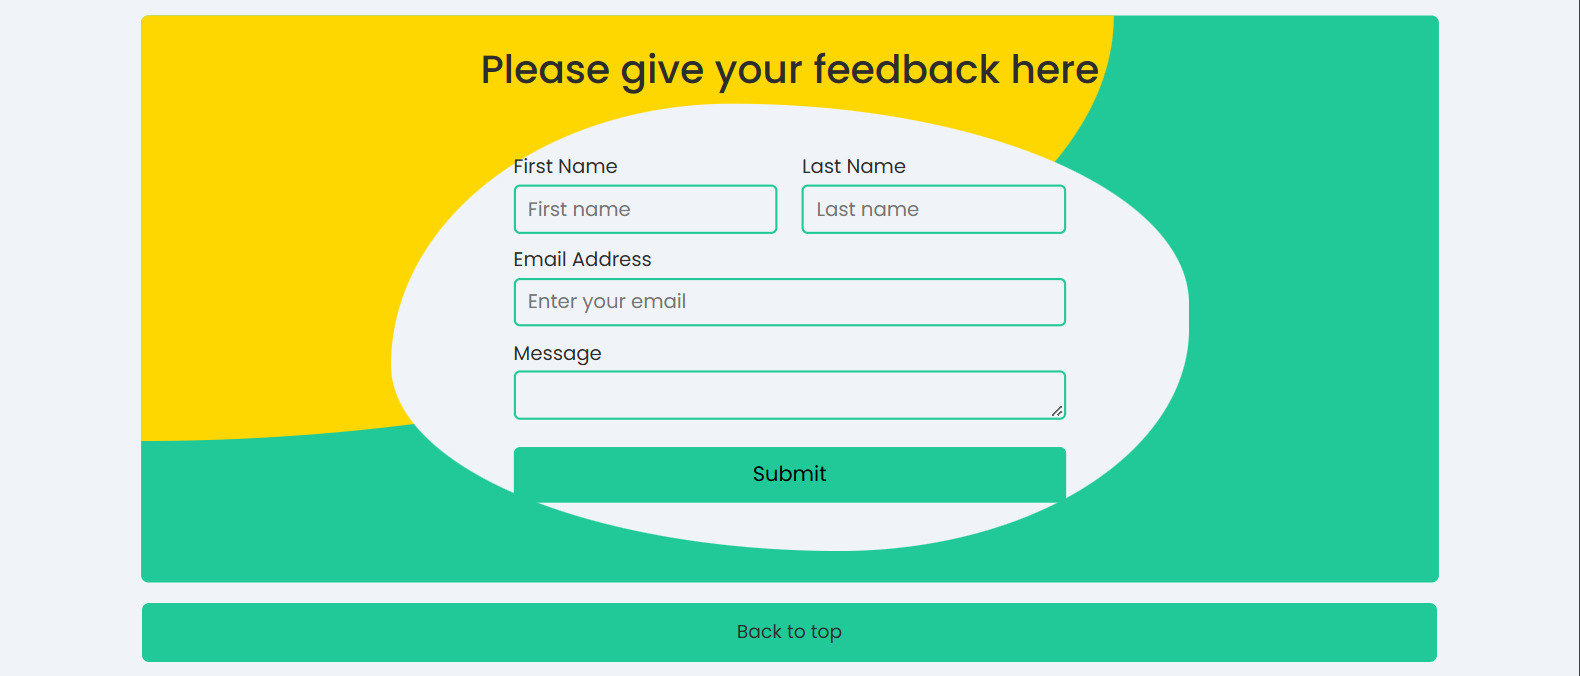 Please give your feedback here
First Name
Last Name
First name
Last name
Email Address
Enter your email
Message
Submit
Back to top